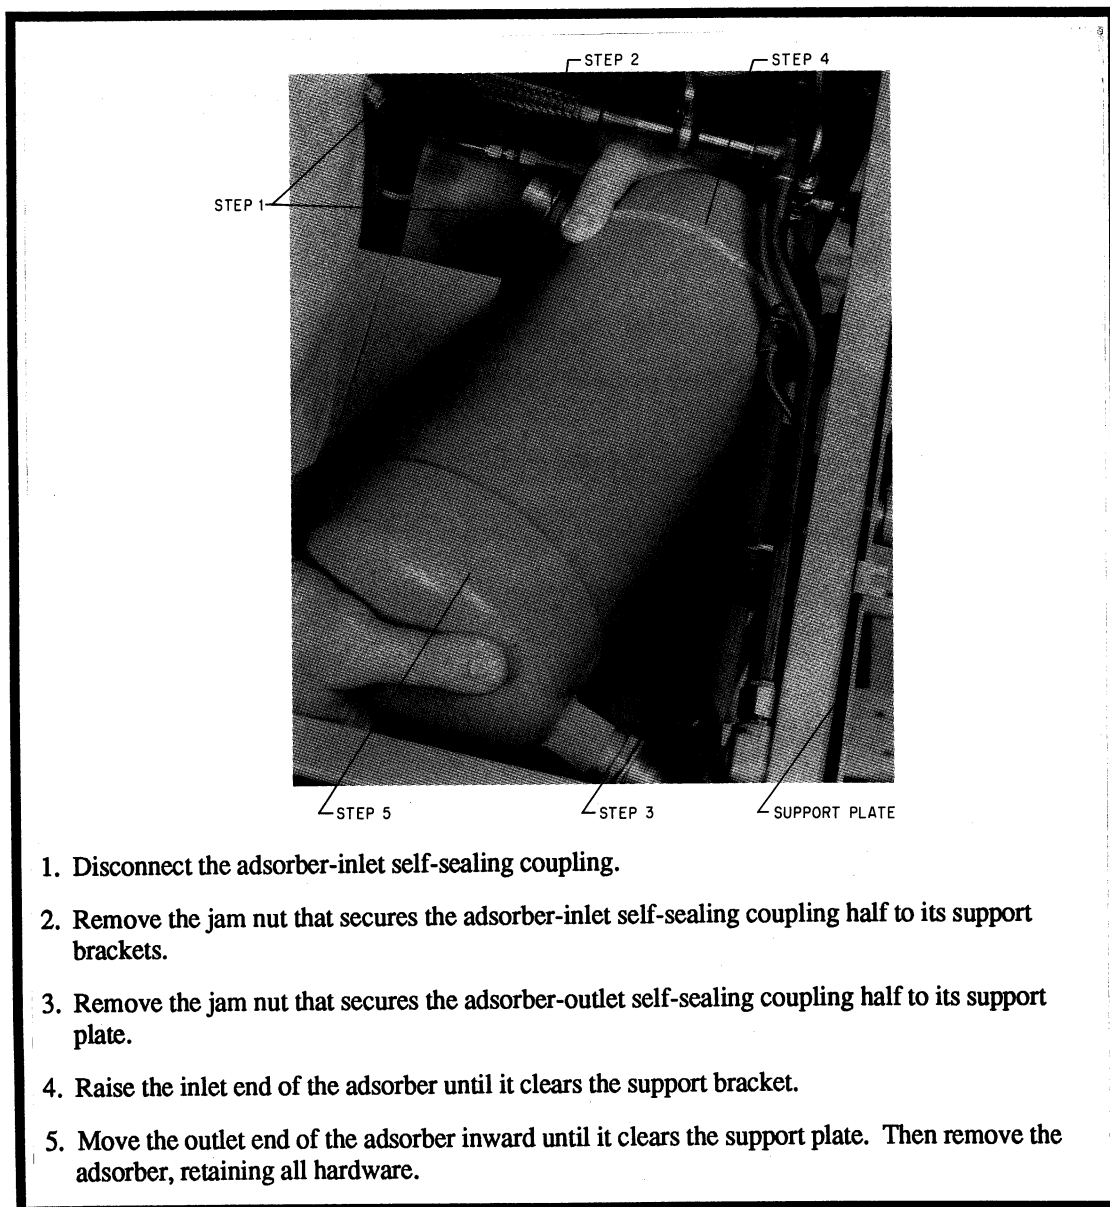 STEP 2
STEP 4
STEP 1
STEP 5
STEP 3
SUPPORT PLATE
1. Disconnect the adsorber-inlet self-sealing coupling.
2. Remove the jam nut that secures the adsorber-inlet self-sealing coupling half to its support
brackets.
3. Remove the jam nut that secures the adsorber-outlet self-sealing coupling half to its support
plate.
4. Raise the inlet end of the adsorber until it clears the support bracket.
5. Move the outlet end of the adsorber inward until it clears the support plate. Then remove the
adsorber, retaining all hardware.